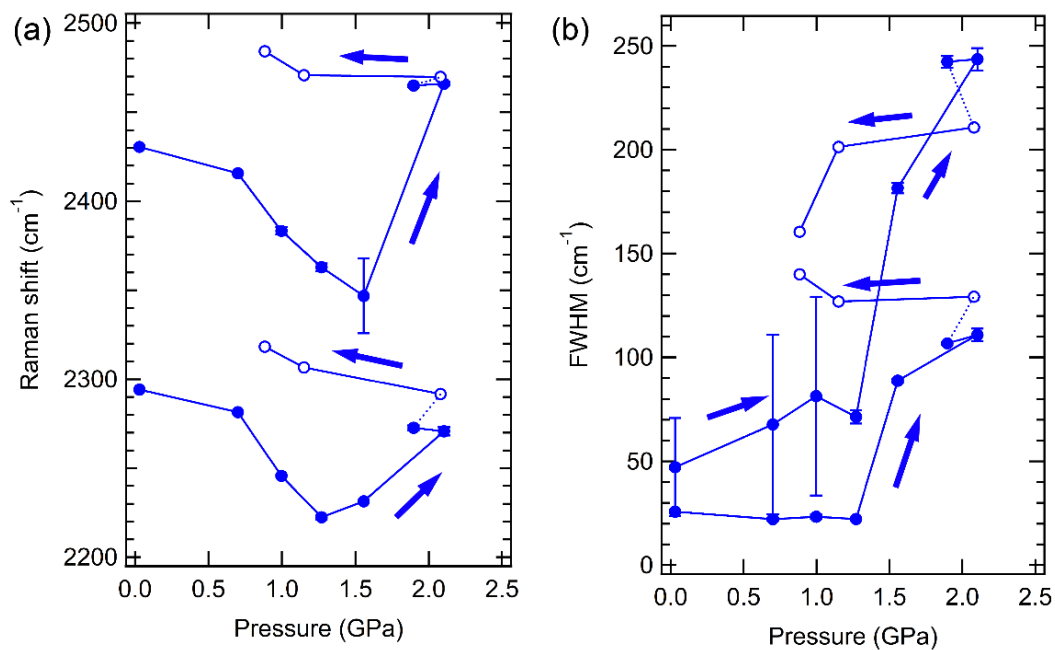 (a)
2500
2400
2300
2200
Raman shift (cm⁻¹)
0.0 0.5 1.0 1.5 2.0 2.5
Pressure (GPa)
(b)
250
200
150
100
50
0
FWHM (cm⁻¹)
0.0 0.5 1.0 1.5 2.0 2.5
Pressure (GPa)